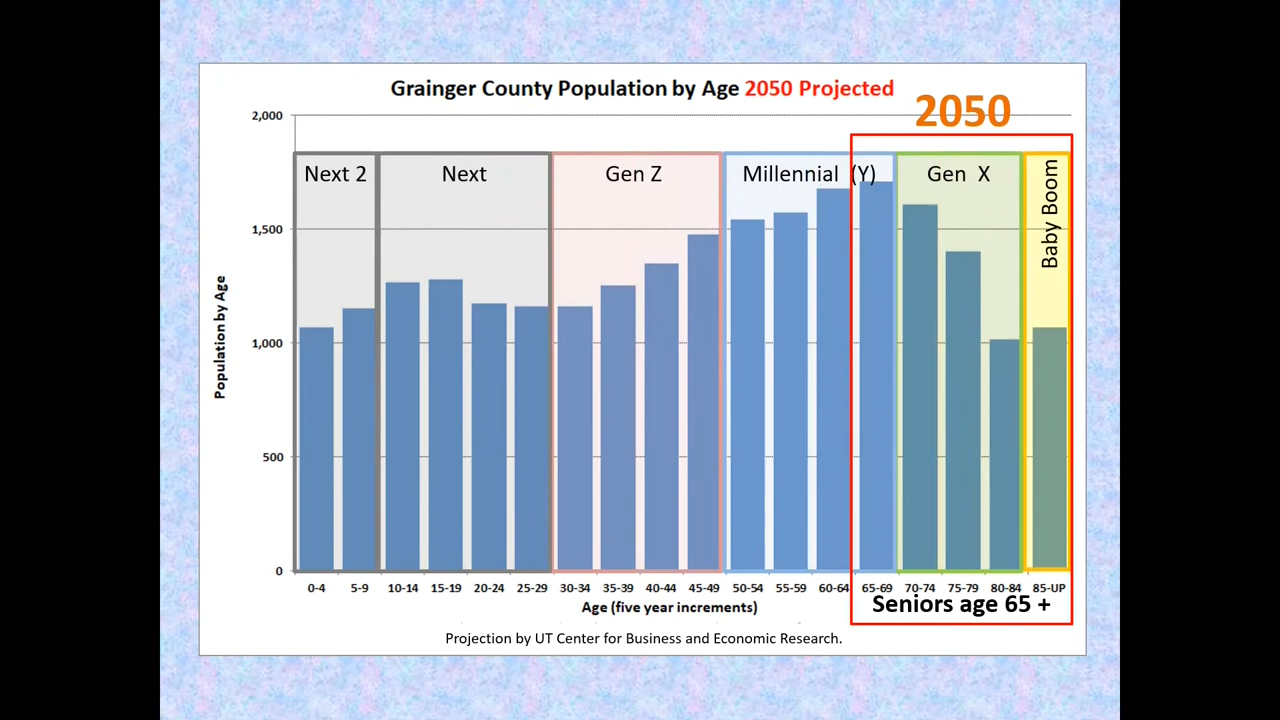 Grainger County Population by Age 2050 Projected
2050
2,000
1,500
1,000
500
0
Population by Age
Next 2
Next
Gen Z
Millennial (Y)
Gen X
Baby Boom
0-4 5-9 10-14 15-19 20-24 25-29 30-34 35-39 40-44 45-49 50-54 55-59 60-64 65-69 70-74 75-79 80-84 85-UP
Age (five year increments)
Seniors age 65 +
Projection by UT Center for Business and Economic Research.